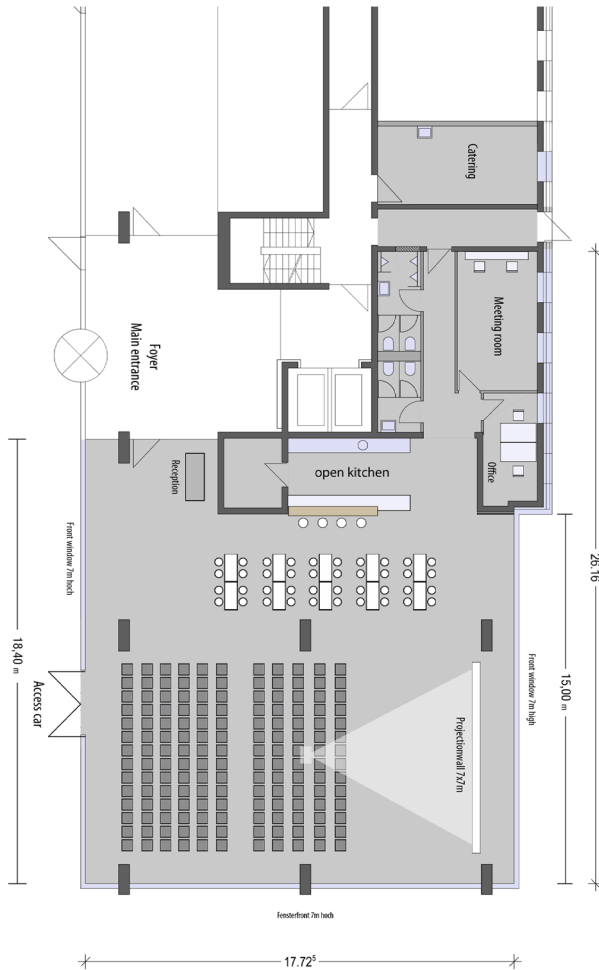 Catering
Meeting room
Foyer
Main entrance
open kitchen
Reception
Office
Front window 7m hoch
26.16
18,40 m
Access car
Front window 7m high
15,00 m
Projectionwall 7x7m
Fensterfront 7m hoch
17.72⁵